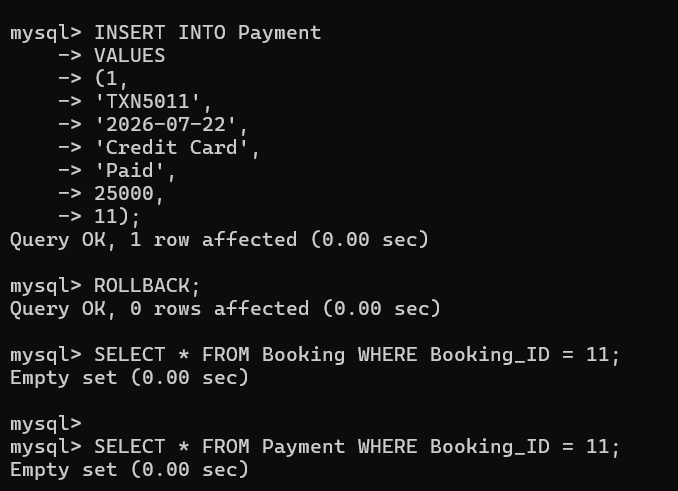 mysql> INSERT INTO Payment
    -> VALUES
    -> (1,
    -> 'TXN5011',
    -> '2026-07-22',
    -> 'Credit Card',
    -> 'Paid',
    -> 25000,
    -> 11);
Query OK, 1 row affected (0.00 sec)
mysql> ROLLBACK;
Query OK, 0 rows affected (0.00 sec)
mysql> SELECT * FROM Booking WHERE Booking_ID = 11;
Empty set (0.00 sec)
mysql>
mysql> SELECT * FROM Payment WHERE Booking_ID = 11;
Empty set (0.00 sec)